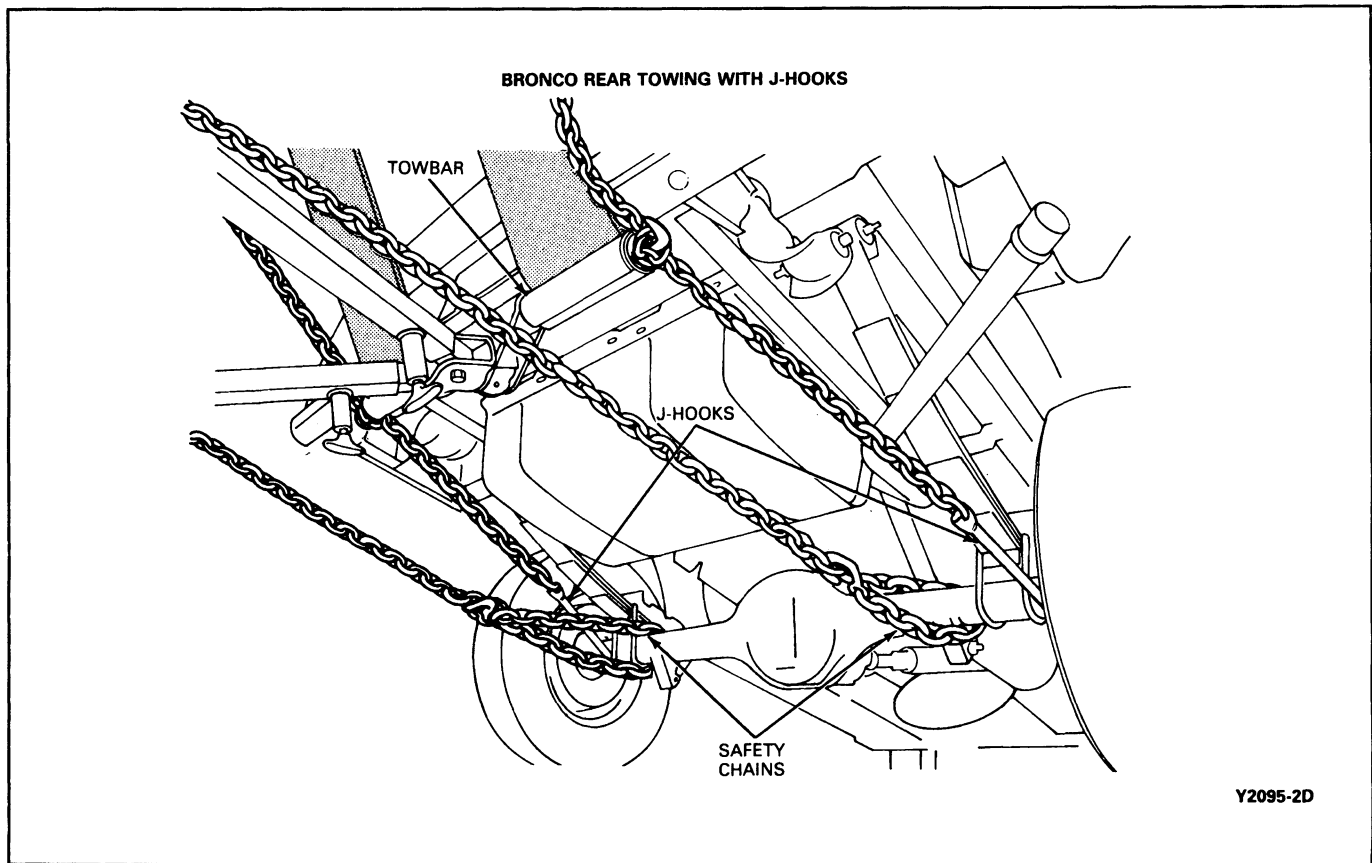 BRONCO REAR TOWING WITH J-HOOKS
TOWBAR
J-HOOKS
SAFETY
CHAINS
Y2095-2D